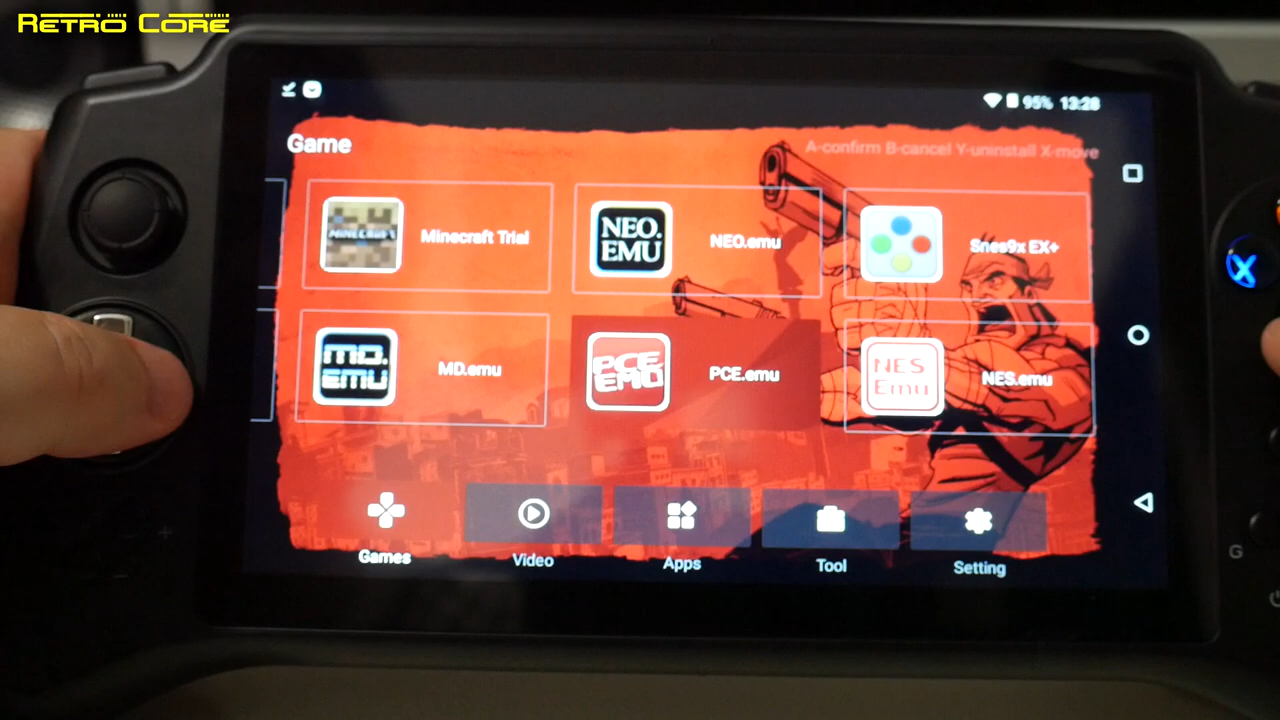 RETRO CORE
95% 13:28
Game
A-confirm B-cancel Y-uninstall X-move
MINECRAFT
Minecraft Trial
NEO.
EMU
NEO.emu
Snes9x EX+
X
MD.
EMU
MD.emu
PCE
EMU
PCE.emu
NES
Emu
NES.emu
Games
Video
Apps
Tool
Setting
G